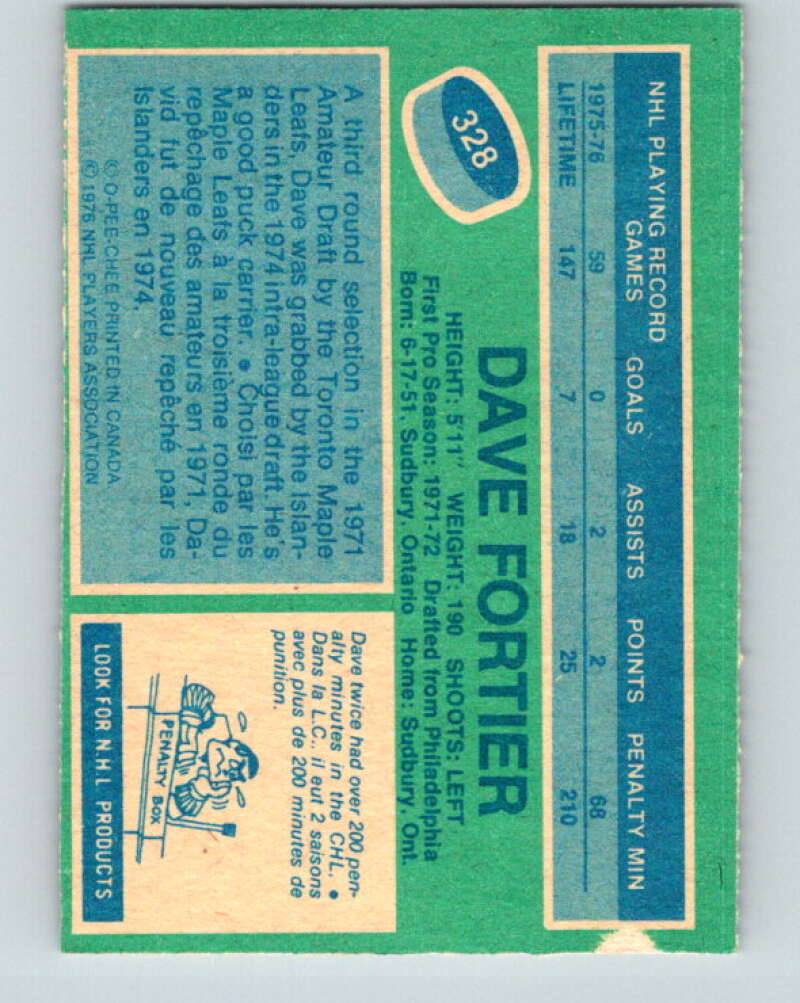 NHL PLAYING RECORD
GAMES GOALS ASSISTS POINTS PENALTY MIN
1975-76 59 0 2 2 68
LIFETIME 147 7 18 25 210
328
DAVE FORTIER
HEIGHT: 5'11" WEIGHT: 190 SHOOTS: LEFT
First Pro Season: 1971-72 Drafted from Philadelphia
Born: 6-17-51, Sudbury, Ontario Home: Sudbury, Ont.
A third round selection in the 1971
Amateur Draft by the Toronto Maple
Leafs, Dave was grabbed by the Islan-
ders in the 1974 intra-league draft. He's
a good puck carrier. • Choisi par les
Maple Leafs à la troisième ronde du
repêchage des amateurs en 1971, Da-
vid fut de nouveau repêché par les
Islanders en 1974.
© O-PEE-CHEE PRINTED IN CANADA
© 1976 NHL PLAYERS ASSOCIATION
Dave twice had over 200 pen-
alty minutes in the CHL. •
Dans la L.C., il eut 2 saisons
avec plus de 200 minutes de
punition.
PENALTY BOX
LOOK FOR N.H.L PRODUCTS